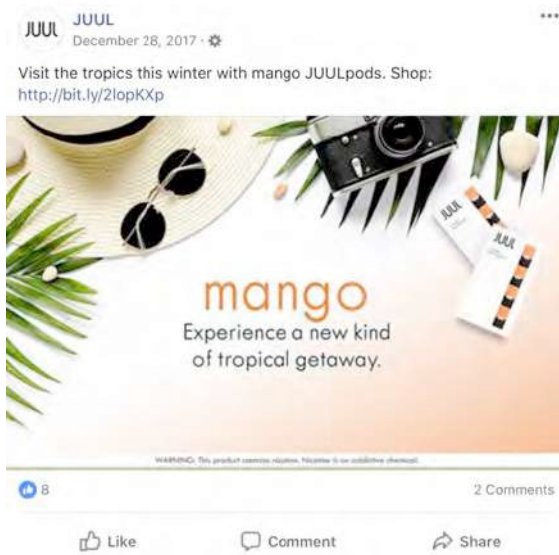 JUUL
JUUL
December 28, 2017
Visit the tropics this winter with mango JUULpods. Shop:
http://bit.ly/2lopKXp
JUUL
JUUL
mango
Experience a new kind
of tropical getaway.
WARNING: This product contains nicotine. Nicotine is an addictive chemical.
8
2 Comments
Like
Comment
Share